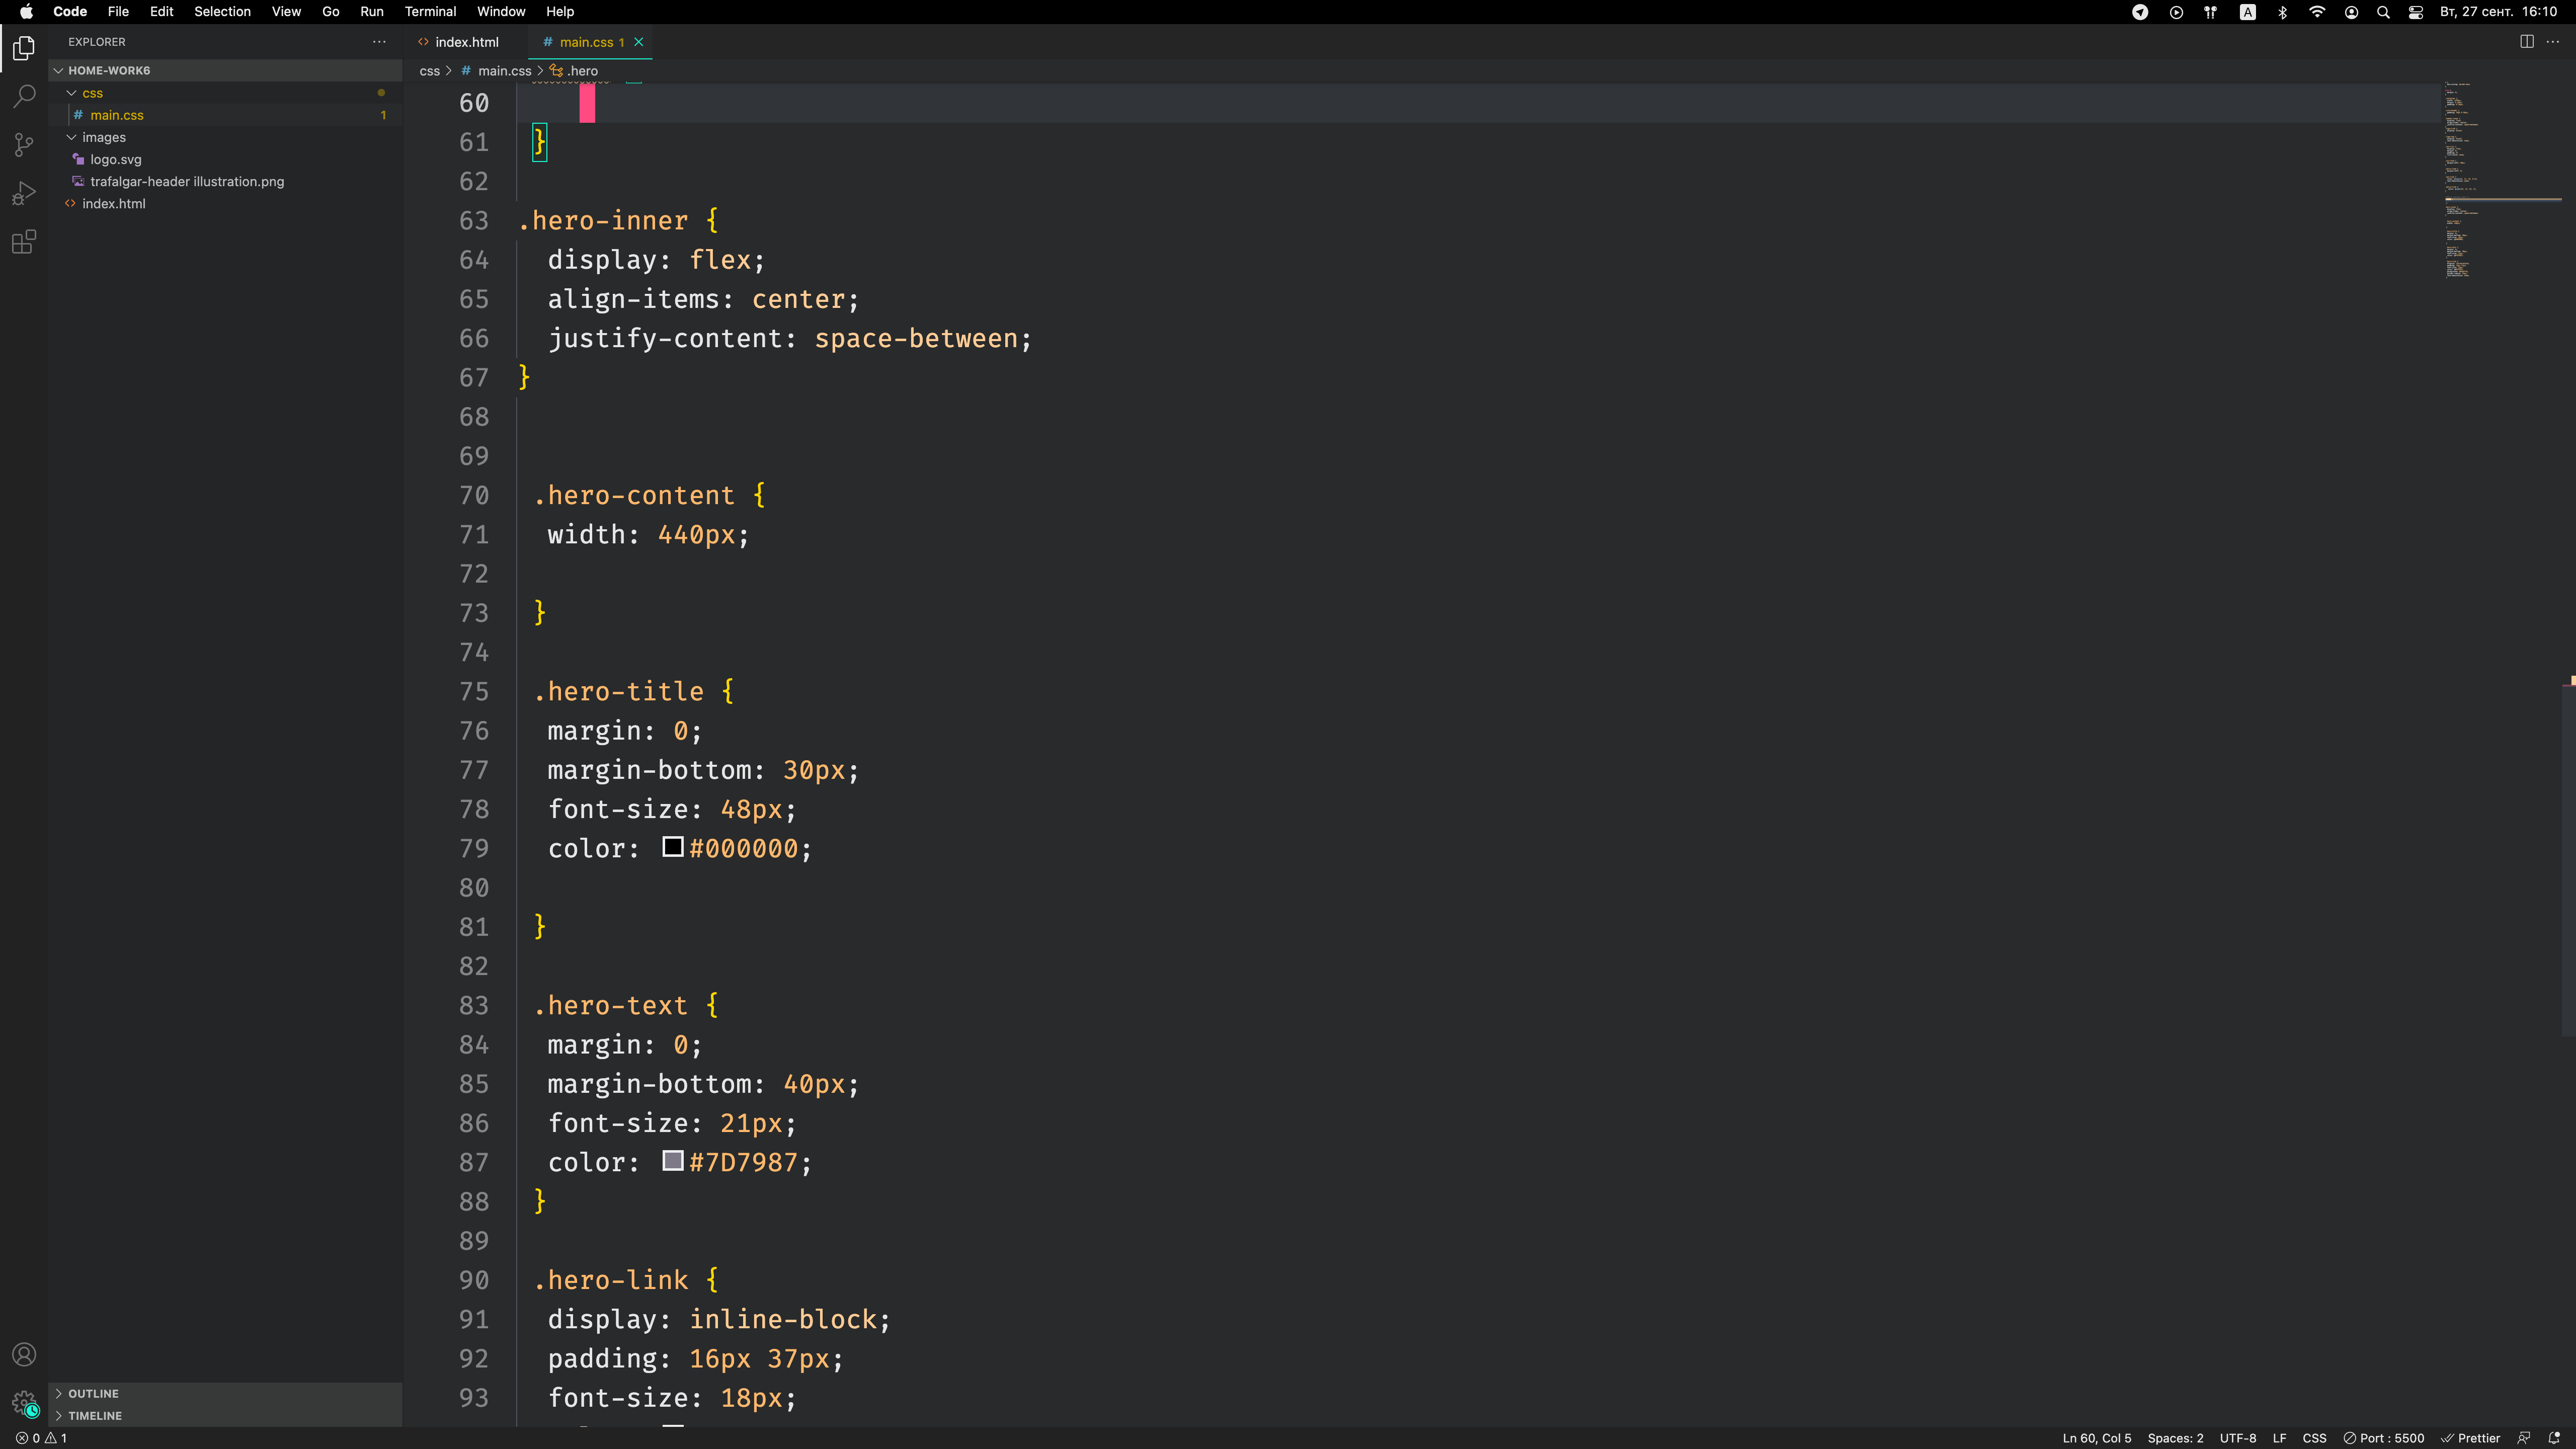 Code File Edit Selection View Go Run Terminal Window Help
A Вт, 27 сент. 16:10
EXPLORER
HOME-WORK6
css
main.css 1
images
logo.svg
trafalgar-header illustration.png
index.html
OUTLINE
TIMELINE
index.html
main.css 1
css > main.css > .hero
60
61 }
62
63 .hero-inner {
64 display: flex;
65 align-items: center;
66 justify-content: space-between;
67 }
68
69
70 .hero-content {
71 width: 440px;
72
73 }
74
75 .hero-title {
76 margin: 0;
77 margin-bottom: 30px;
78 font-size: 48px;
79 color: #000000;
80
81 }
82
83 .hero-text {
84 margin: 0;
85 margin-bottom: 40px;
86 font-size: 21px;
87 color: #7D7987;
88 }
89
90 .hero-link {
91 display: inline-block;
92 padding: 16px 37px;
93 font-size: 18px;
0 1
Ln 60, Col 5 Spaces: 2 UTF-8 LF CSS Port : 5500 Prettier